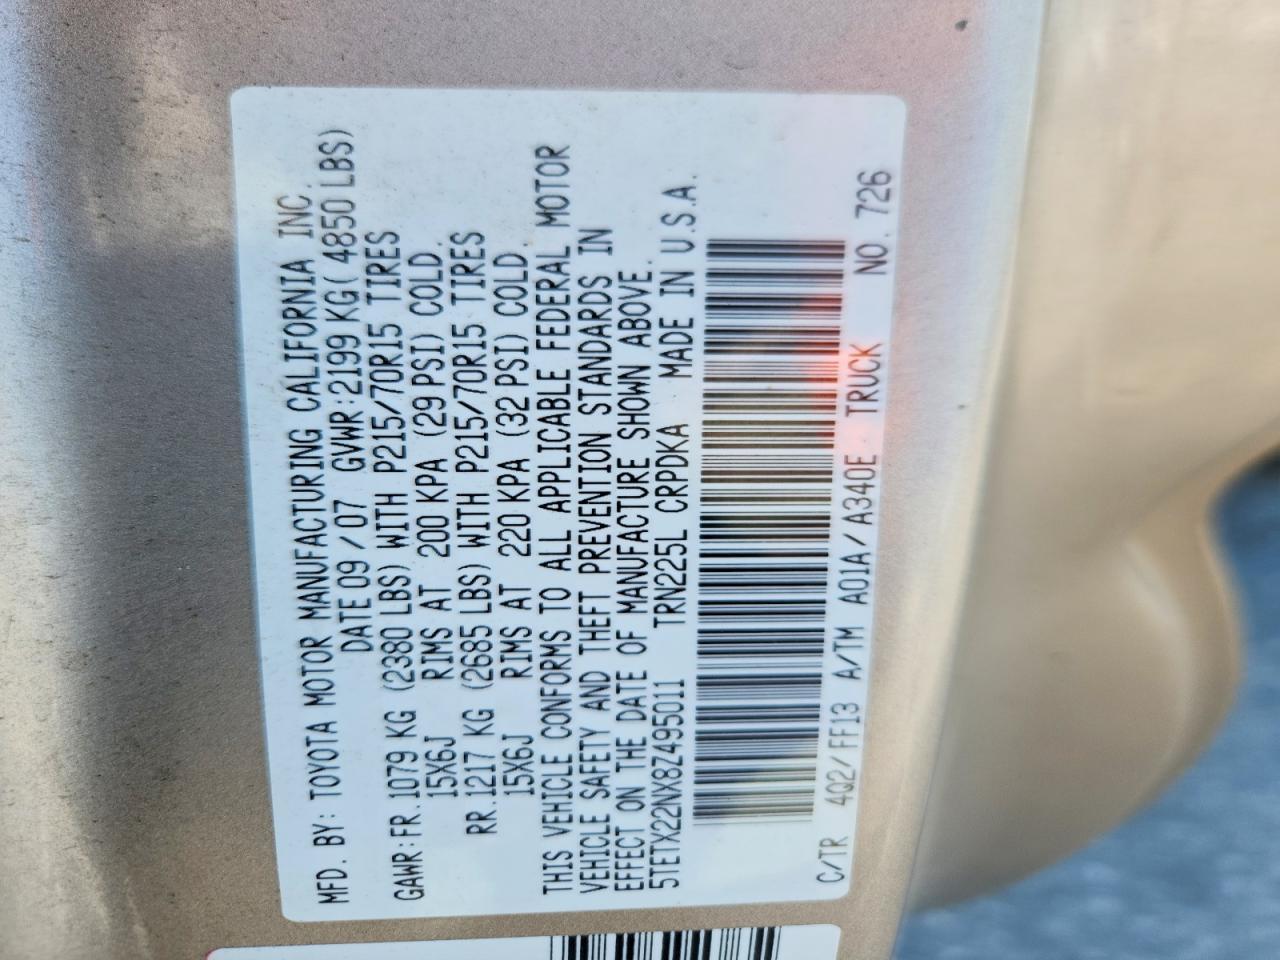 MFD. BY: TOYOTA MOTOR MANUFACTURING CALIFORNIA INC.
DATE 09 / 07 GVWR: 2199 KG ( 4850 LBS)
GAWR: FR. 1079 KG (2380 LBS) WITH P215/70R15 TIRES
15X6J RIMS AT 200 KPA (29 PSI) COLD.
RR. 1217 KG (2685 LBS) WITH P215/70R15 TIRES
15X6J RIMS AT 220 KPA (32 PSI) COLD
THIS VEHICLE CONFORMS TO ALL APPLICABLE FEDERAL MOTOR
VEHICLE SAFETY AND THEFT PREVENTION STANDARDS IN
EFFECT ON THE DATE OF MANUFACTURE SHOWN ABOVE.
5TETX22NX8Z495011 TRN225L CRPDKA MADE IN U.S.A.
C/TR 4Q2/FF13 A/TM A01A/A340E TRUCK NO. 726